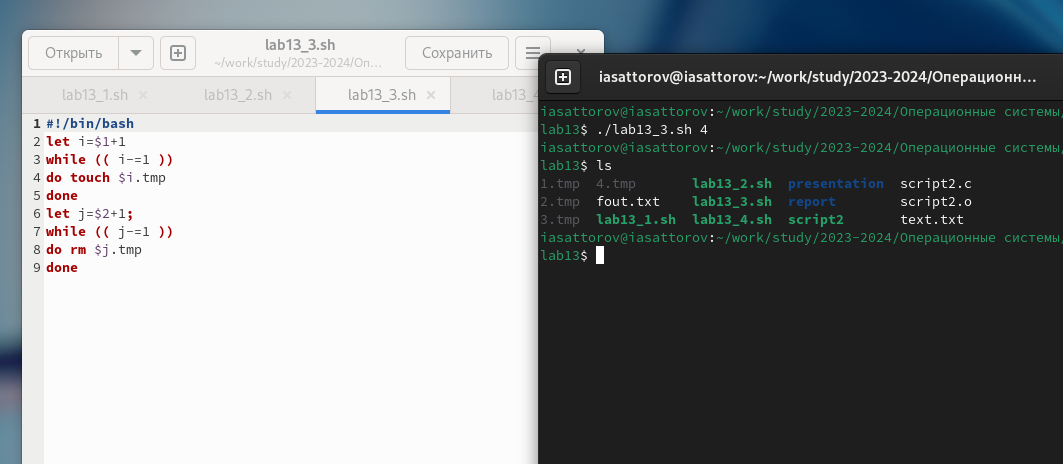 Открыть
lab13_3.sh
~/work/study/2023-2024/Оп...
Сохранить
lab13_1.sh
lab13_2.sh
lab13_3.sh
1 #!/bin/bash
2 let i=$1+1
3 while (( i-=1 ))
4 do touch $i.tmp
5 done
6 let j=$2+1;
7 while (( j-=1 ))
8 do rm $j.tmp
9 done
iasattorov@iasattorov:~/work/study/2023-2024/Операционн...
iasattorov@iasattorov:~/work/study/2023-2024/Операционные системы/
lab13$ ./lab13_3.sh 4
iasattorov@iasattorov:~/work/study/2023-2024/Операционные системы/
lab13$ ls
1.tmp 4.tmp lab13_2.sh presentation script2.c
2.tmp fout.txt lab13_3.sh report script2.o
3.tmp lab13_1.sh lab13_4.sh script2 text.txt
iasattorov@iasattorov:~/work/study/2023-2024/Операционные системы/
lab13$